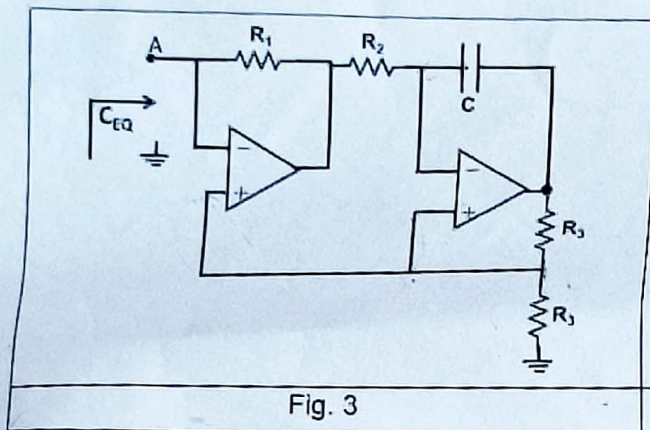 A
R₁
R₂
C
C_EQ
−
+
−
+
R₃
R₃
Fig. 3